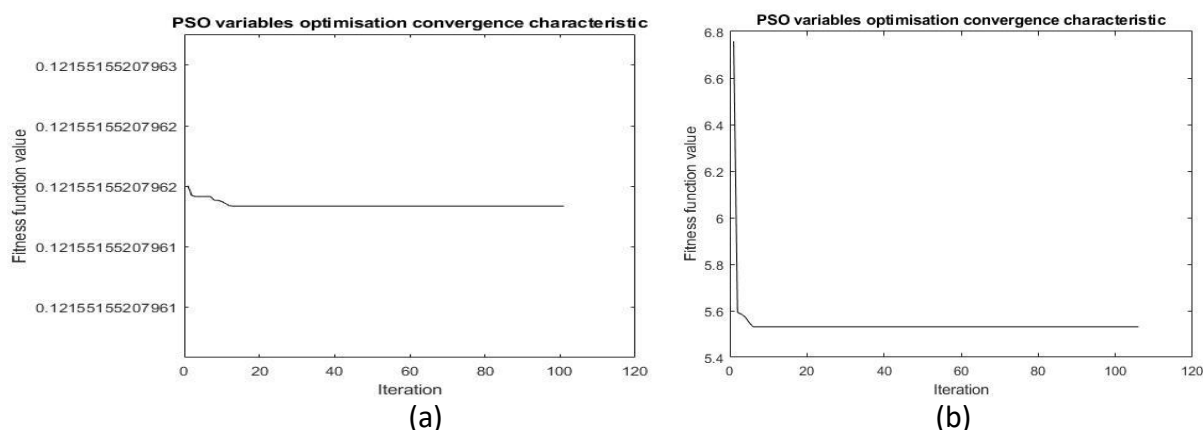 PSO variables optimisation convergence characteristic
Fitness function value
0.12155155207963
0.12155155207962
0.12155155207962
0.12155155207961
0.12155155207961
0 20 40 60 80 100 120
Iteration
(a)
PSO variables optimisation convergence characteristic
Fitness function value
6.8
6.6
6.4
6.2
6
5.8
5.6
5.4
0 20 40 60 80 100 120
Iteration
(b)